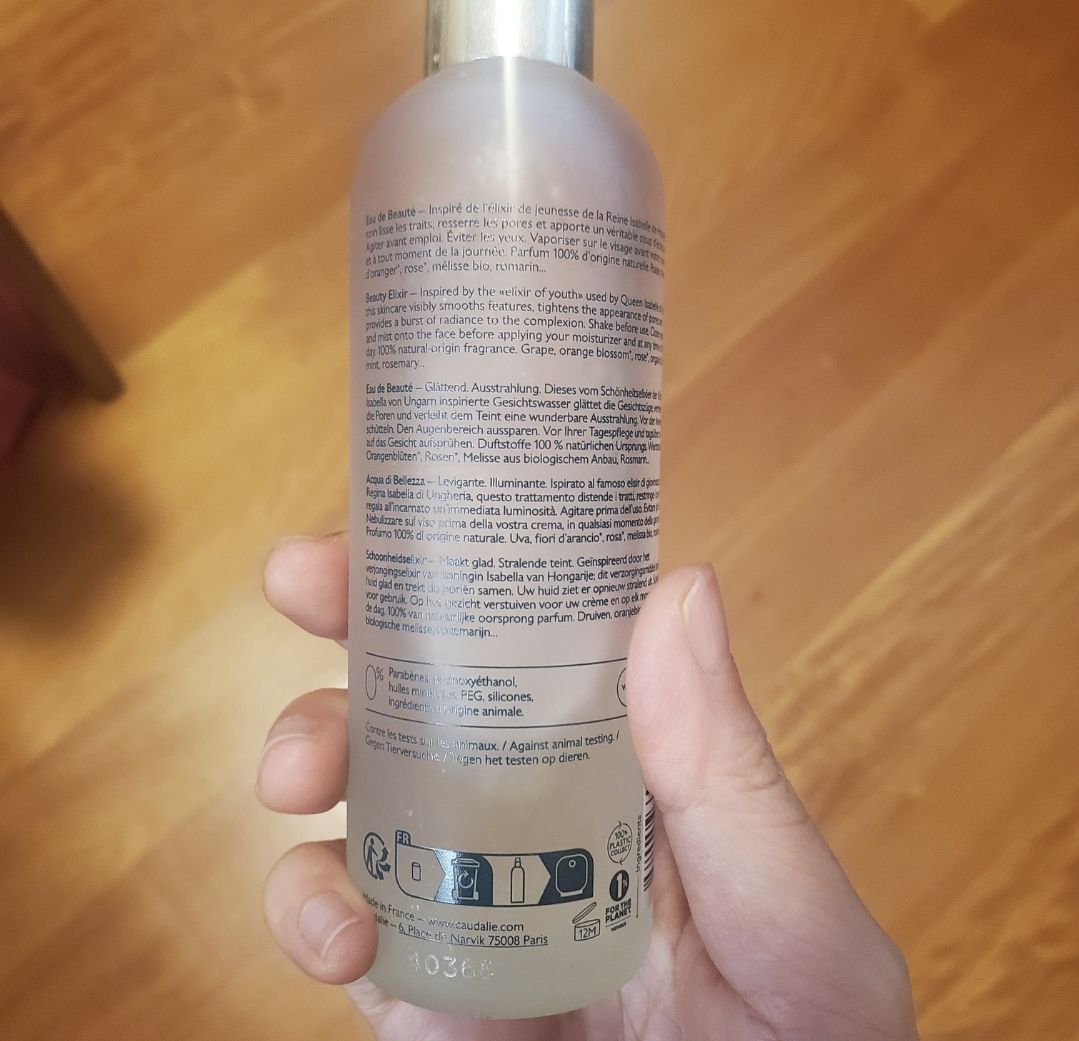 Eau de Beauté – Inspiré de l'élixir de jeunesse de la Reine Isabelle de
soin lisse les traits, resserre les pores et apporte un véritable coup
Agiter avant emploi. Éviter les yeux. Vaporiser sur le visage avant
et à tout moment de la journée. Parfum 100% d'origine naturelle.
d'oranger*, rose*, mélisse bio, romarin...
Beauty Elixir – Inspired by the «elixir of youth» used by Queen Isabelle
this skincare visibly smooths features, tightens the appearance of
provides a burst of radiance to the complexion. Shake before use.
and mist onto the face before applying your moisturizer and at any time
day. 100% natural-origin fragrance. Grape, orange blossom*, rose*,
mint, rosemary...
Eau de Beauté – Glättend. Ausstrahlung. Dieses vom Schönheitselixier der
Isabella von Ungarn inspirierte Gesichtswasser glättet die Gesichtszüge,
die Poren und verleiht dem Teint eine wunderbare Ausstrahlung. Vor der
schütteln. Den Augenbereich aussparen. Vor Ihrer Tagespflege und
auf das Gesicht aufsprühen. Duftstoffe 100 % natürlichen Ursprungs.
Orangenblüten*, Rosen*, Melisse aus biologischem Anbau, Rosmarin...
Acqua di Bellezza – Levigante. Illuminante. Ispirato al famoso elisir di
Regina Isabella di Ungheria, questo trattamento distende i tratti, restringe
regala all'incarnato un'immediata luminosità. Agitare prima dell'uso.
Nebulizzare sul viso prima della vostra crema, in qualsiasi momento della
Profumo 100% di origine naturale. Uva, fiori d'arancio*, rosa*, melissa bio,
Schoonheidselixir – Maakt glad. Stralende teint. Geïnspireerd door het
verjongingselixir van koningin Isabella van Hongarije; dit
huid glad en trekt de poriën samen. Uw huid ziet er opnieuw stralend uit.
voor gebruik. Op het gezicht verstuiven voor uw crème en op elk
de dag. 100% van natuurlijke oorsprong parfum. Druiven,
biologische melisse, rozemarijn...
0% Parabènes, phénoxyéthanol,
huiles minérales, PEG, silicones,
ingrédients d'origine animale.
Contre les tests sur les animaux. / Against animal testing. /
Gegen Tierversuche. / Tegen het testen op dieren.
FR
100%
PLASTIC
COLLECT
Ingredients
1%
FOR THE
PLANET
MEMBER
12M
Made in France – www.caudalie.com
dalie – 6, Place de Narvik 75008 Paris
40366